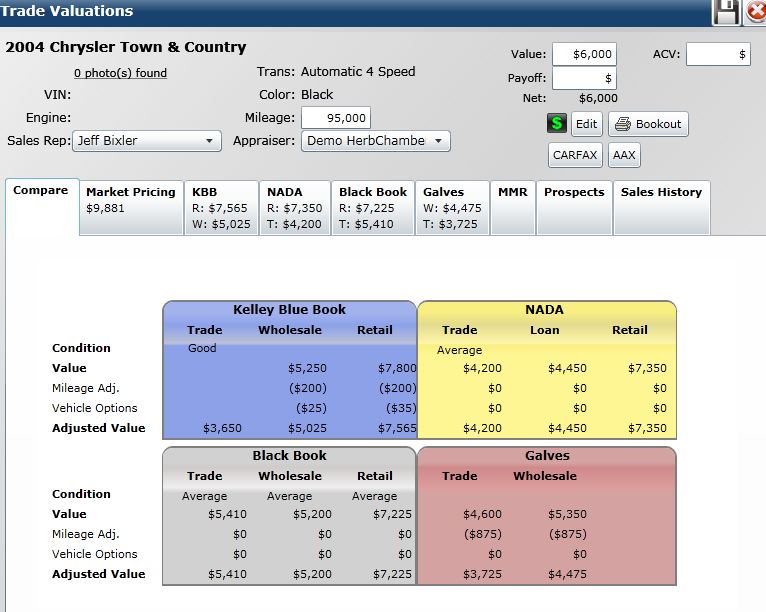 Trade Valuations
2004 Chrysler Town & Country
0 photo(s) found
VIN:
Engine:
Sales Rep: Jeff Bixler
Trans: Automatic 4 Speed
Color: Black
Mileage: 95,000
Appraiser: Demo HerbChambe
Value: $6,000
Payoff: $
Net: $6,000
ACV: $
$ Edit Bookout
CARFAX AAX
Compare
Market Pricing
$9,881
KBB
R: $7,565
W: $5,025
NADA
R: $7,350
T: $4,200
Black Book
R: $7,225
T: $5,410
Galves
W: $4,475
T: $3,725
MMR
Prospects
Sales History
Kelley Blue Book NADA
Trade Wholesale Retail Trade Loan Retail
Condition Good Average
Value $5,250 $7,800 $4,200 $4,450 $7,350
Mileage Adj. ($200) ($200) $0 $0 $0
Vehicle Options ($25) ($35) $0 $0 $0
Adjusted Value $3,650 $5,025 $7,565 $4,200 $4,450 $7,350
Black Book Galves
Trade Wholesale Retail Trade Wholesale
Condition Average Average Average
Value $5,410 $5,200 $7,225 $4,600 $5,350
Mileage Adj. $0 $0 $0 ($875) ($875)
Vehicle Options $0 $0 $0 $0 $0
Adjusted Value $5,410 $5,200 $7,225 $3,725 $4,475